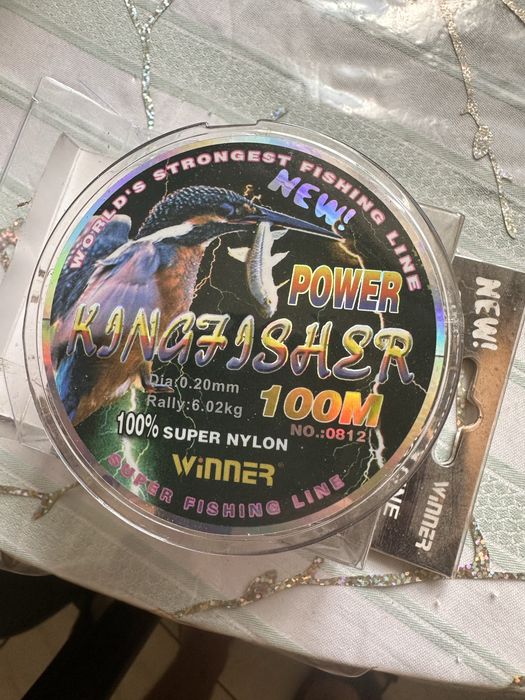 WORLD'S STRONGEST FISHING LINE
NEW!
POWER
KINGFISHER
Dia:0.20mm
Rally:6.02kg
100M
NO.:0812
100% SUPER NYLON
WiNNER®
SUPER FISHING LINE
NEW!
WiNNER
NE